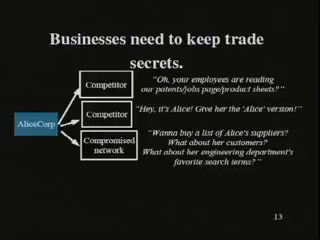 Businesses need to keep trade
secrets.
Competitor
"Oh, your employees are reading
our patents/jobs page/product sheets?"
Competitor
"Hey, it's Alice! Give her the 'Alice' version!"
AliceCorp
Compromised
network
"Wanna buy a list of Alice's suppliers?
What about her customers?
What about her engineering department's
favorite search terms?"
13